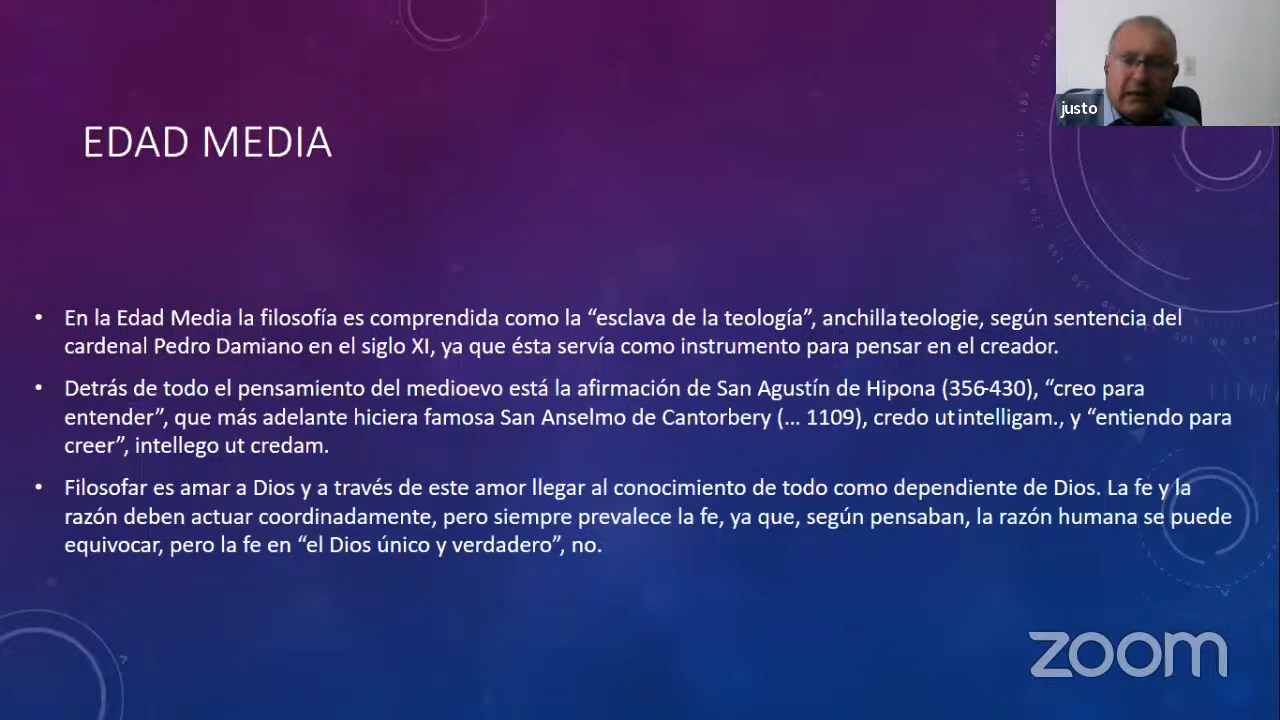 justo
EDAD MEDIA
• En la Edad Media la filosofía es comprendida como la “esclava de la teología”, anchilla teologie, según sentencia del
cardenal Pedro Damiano en el siglo XI, ya que ésta servía como instrumento para pensar en el creador.
• Detrás de todo el pensamiento del medioevo está la afirmación de San Agustín de Hipona (356-430), “creo para
entender”, que más adelante hiciera famosa San Anselmo de Cantorbery (... 1109), credo ut intelligam., y “entiendo para
creer”, intellego ut credam.
• Filosofar es amar a Dios y a través de este amor llegar al conocimiento de todo como dependiente de Dios. La fe y la
razón deben actuar coordinadamente, pero siempre prevalece la fe, ya que, según pensaban, la razón humana se puede
equivocar, pero la fe en “el Dios único y verdadero”, no.
zoom